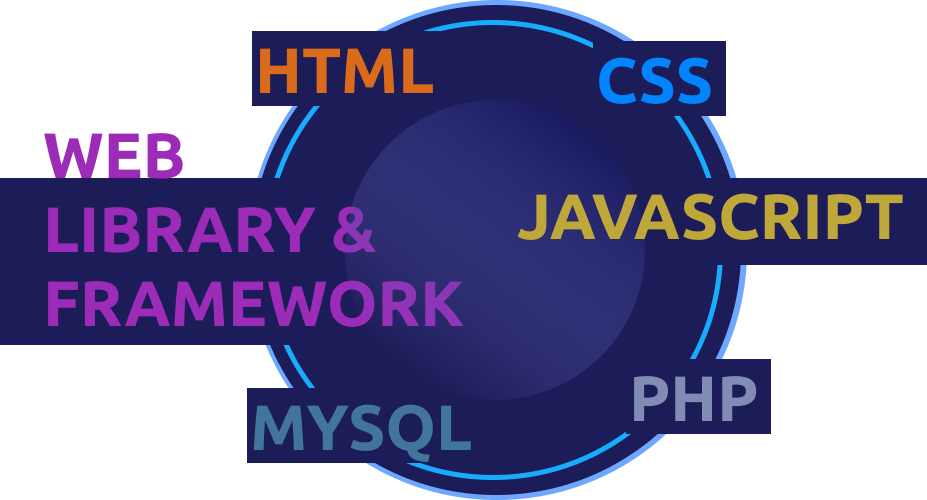 HTML
CSS
WEB
LIBRARY &
FRAMEWORK
JAVASCRIPT
MYSQL
PHP